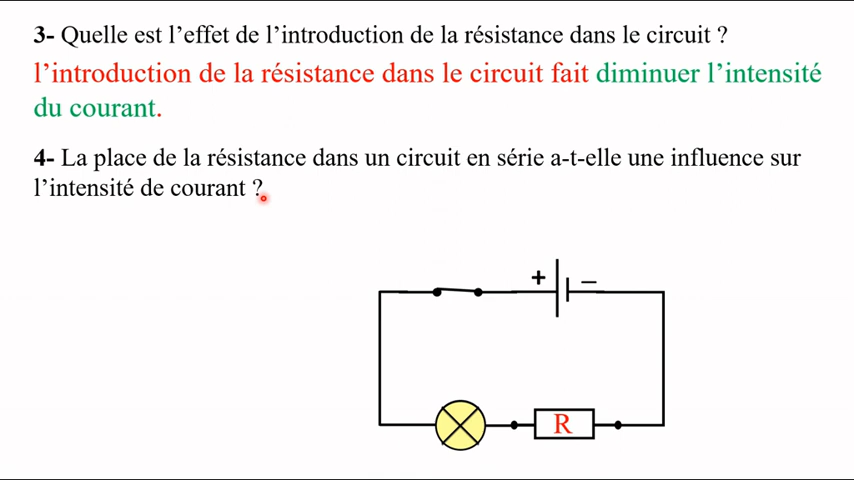 3- Quelle est l’effet de l’introduction de la résistance dans le circuit ?
l’introduction de la résistance dans le circuit fait diminuer l’intensité
du courant.
4- La place de la résistance dans un circuit en série a-t-elle une influence sur
l’intensité de courant ?
+ −
R